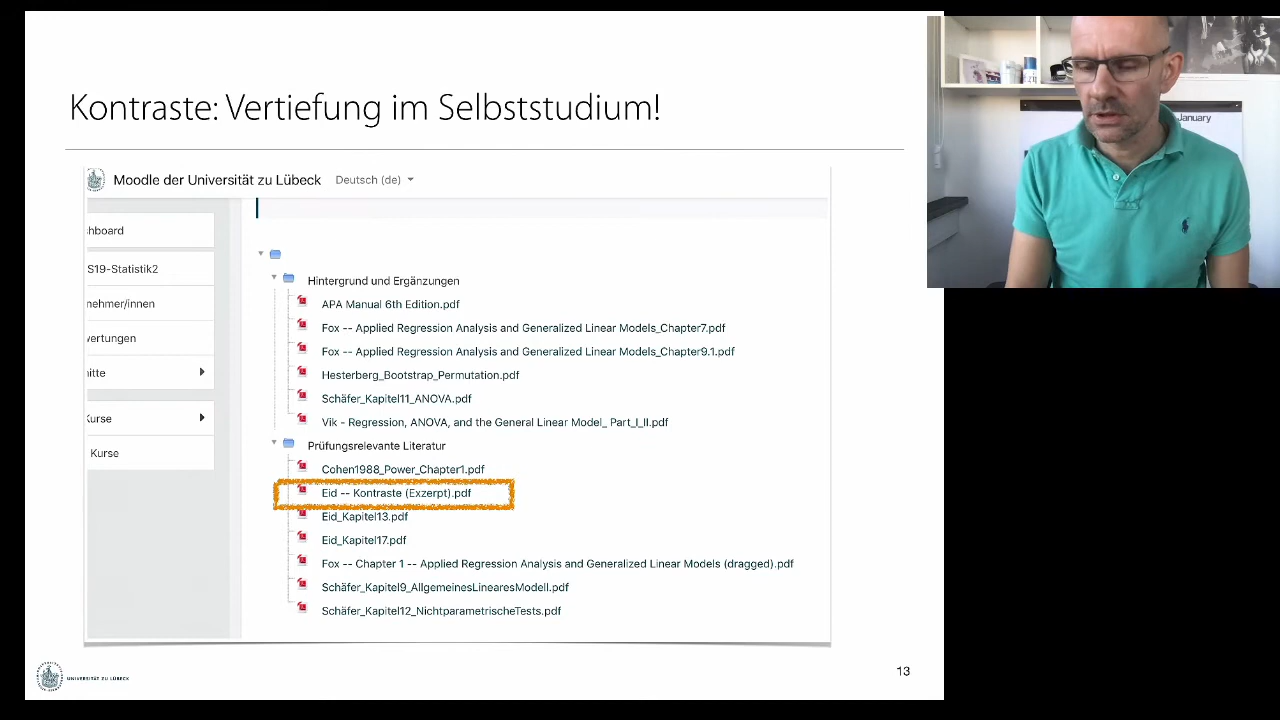 Kontraste: Vertiefung im Selbststudium!
Moodle der Universität zu Lübeck Deutsch (de)
hboard
S19-Statistik2
nehmer/innen
vertungen
nitte
Kurse
Kurse
Hintergrund und Ergänzungen
APA Manual 6th Edition.pdf
Fox -- Applied Regression Analysis and Generalized Linear Models_Chapter7.pdf
Fox -- Applied Regression Analysis and Generalized Linear Models_Chapter9.1.pdf
Hesterberg_Bootstrap_Permutation.pdf
Schäfer_Kapitel11_ANOVA.pdf
Vik - Regression, ANOVA, and the General Linear Model_ Part_I_II.pdf
Prüfungsrelevante Literatur
Cohen1988_Power_Chapter1.pdf
Eid -- Kontraste (Exzerpt).pdf
Eid_Kapitel13.pdf
Eid_Kapitel17.pdf
Fox -- Chapter 1 -- Applied Regression Analysis and Generalized Linear Models (dragged).pdf
Schäfer_Kapitel9_AllgemeinesLinearesModell.pdf
Schäfer_Kapitel12_NichtparametrischeTests.pdf
UNIVERSITÄT ZU LÜBECK
13
January